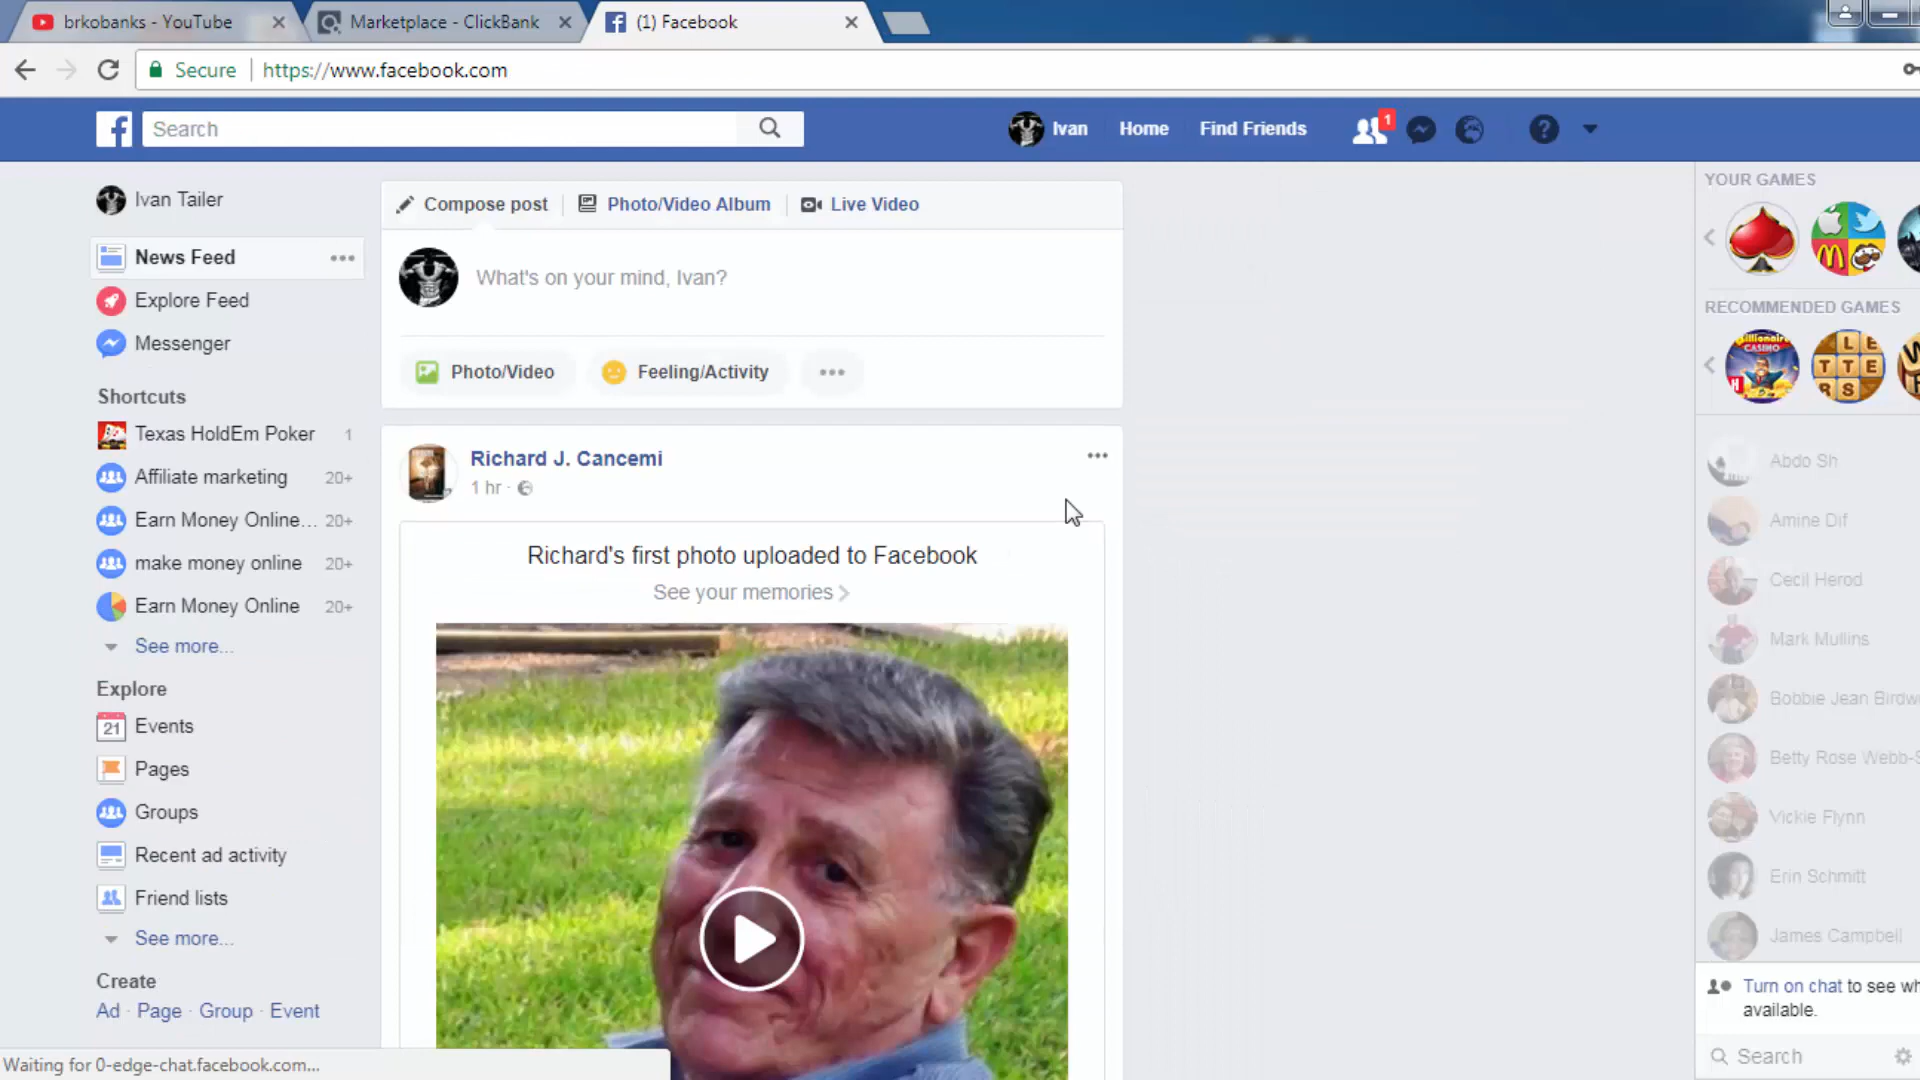 brkobanks - YouTube
Marketplace - ClickBank
(1) Facebook
Secure
https://www.facebook.com
Search
Ivan
Home
Find Friends
1
Ivan Tailer
News Feed
Explore Feed
Messenger
Shortcuts
Texas HoldEm Poker 1
Affiliate marketing 20+
Earn Money Online... 20+
make money online 20+
Earn Money Online 20+
See more...
Explore
21 Events
Pages
Groups
Recent ad activity
Friend lists
See more...
Create
Ad · Page · Group · Event
Waiting for 0-edge-chat.facebook.com...
Compose post
Photo/Video Album
Live Video
What's on your mind, Ivan?
Photo/Video
Feeling/Activity
Richard J. Cancemi
1 hr ·
Richard's first photo uploaded to Facebook
See your memories
YOUR GAMES
RECOMMENDED GAMES
Billionaire
CASINO
H
LE
TTE
RS
Abdo Sh
Amine Dif
Cecil Herod
Mark Mullins
Bobbie Jean Birdw
Betty Rose Webb-S
Vickie Flynn
Erin Schmitt
James Campbell
Turn on chat to see wh
available.
Search